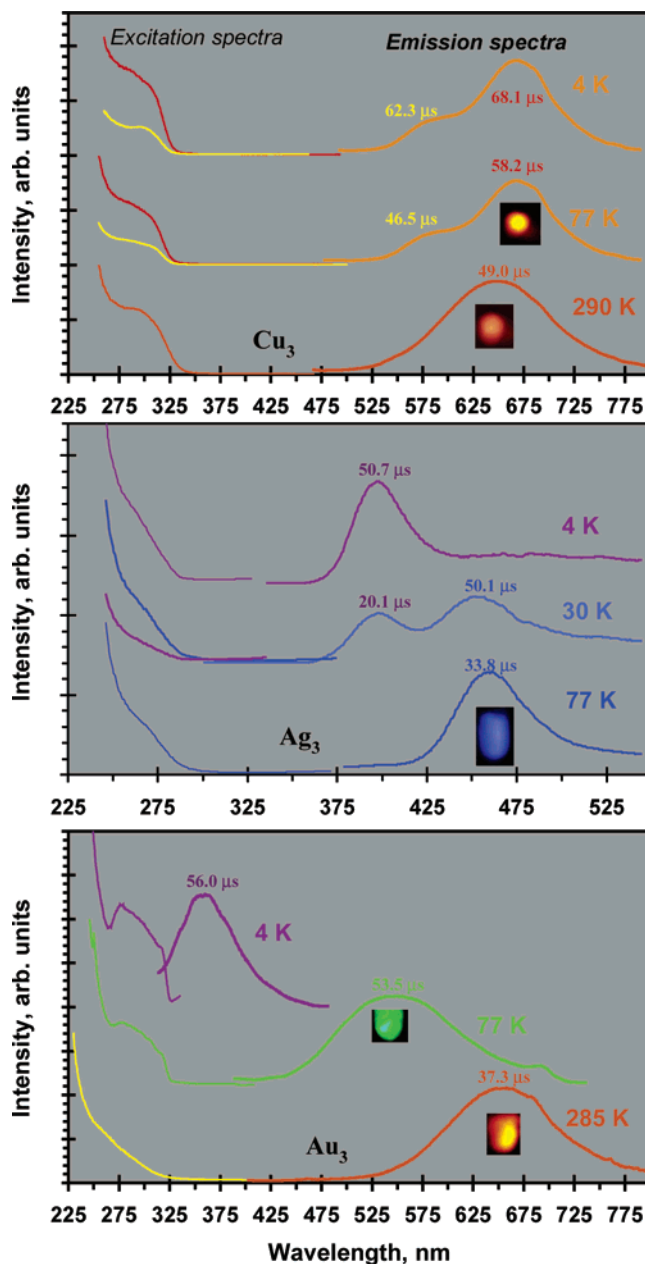 Excitation spectra Emission spectra
4 K
62.3 µs 68.1 µs
58.2 µs
46.5 µs 77 K
49.0 µs
290 K
Cu3
Intensity, arb. units
225 275 325 375 425 475 525 575 625 675 725 775
50.7 µs
4 K
20.1 µs 50.1 µs
30 K
33.8 µs
77 K
Ag3
Intensity, arb. units
225 275 325 375 425 475 525
56.0 µs
4 K
53.5 µs
77 K
37.3 µs
285 K
Au3
Intensity, arb. units
225 275 325 375 425 475 525 575 625 675 725 775
Wavelength, nm